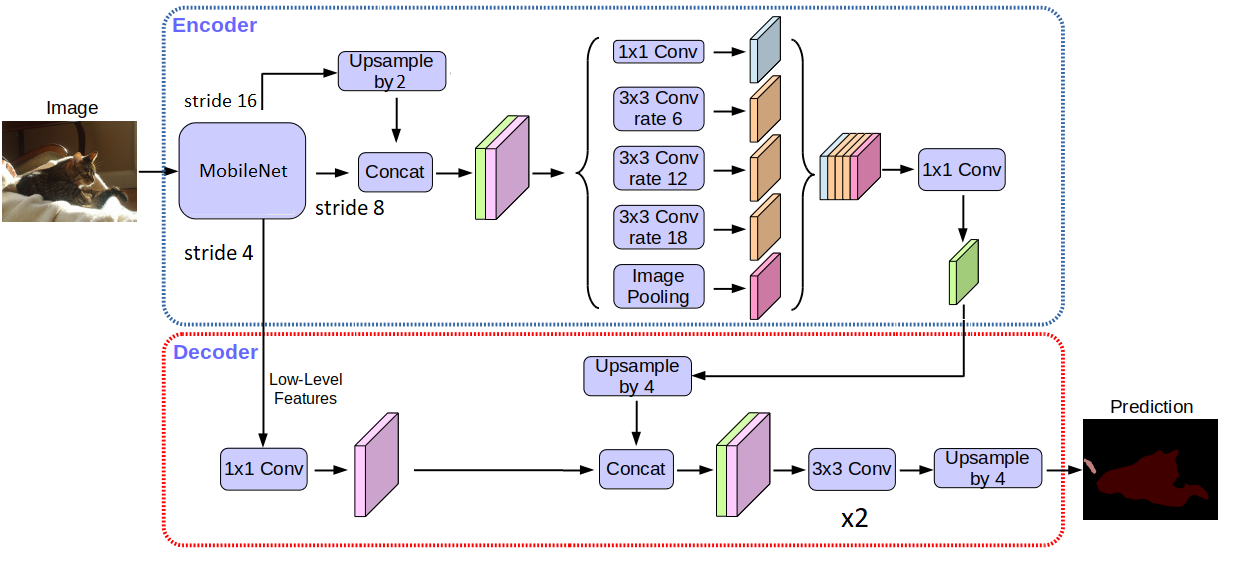 Encoder
Upsample
by 2
stride 16
Image
MobileNet
Concat
stride 8
stride 4
1x1 Conv
3x3 Conv
rate 6
3x3 Conv
rate 12
3x3 Conv
rate 18
Image
Pooling
1x1 Conv
Decoder
Low-Level
Features
1x1 Conv
Upsample
by 4
Concat
3x3 Conv
x2
Upsample
by 4
Prediction